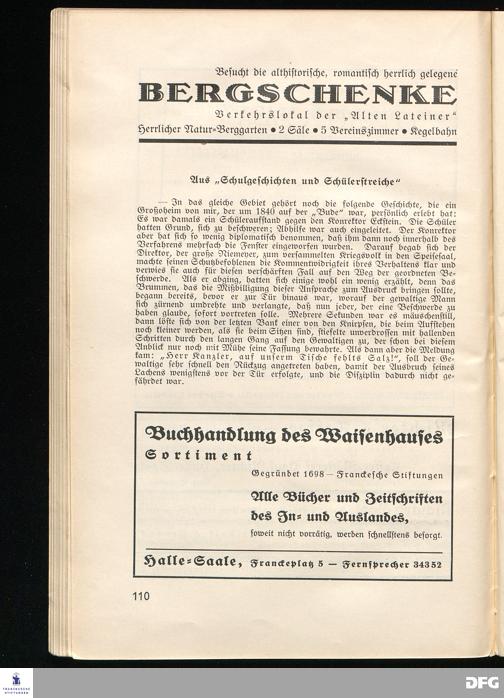 Besucht die althistorische, romantisch herrlich gelegene
BERGSCHENKE
Verkehrslokal der „Alten Lateiner“
Herrlicher Natur-Berggarten ● 2 Säle ● 5 Vereinszimmer ● Kegelbahn
Aus „Schulgeschichten und Schülerstreiche“
— In das gleiche Gebiet gehört noch die folgende Geschichte, die ein
Großoheim von mir, der um 1840 auf der „Bude“ war, persönlich erlebt hat:
Es war damals ein Schüleraufstand gegen den Konrektor Eckstein. Die Schüler
hatten Grund, sich zu beschweren; Abhilfe war auch eingeleitet. Der Konrektor
aber hat sich so wenig diplomatisch benommen, daß ihm dann noch innerhalb des
Verfahrens mehrfach die Fenster eingeworfen wurden. Darauf begab sich der
Direktor, der große Niemeyer, zum versammelten Kriegsvolk in den Speisesaal,
machte seinen Schutzbefohlenen die Kommentwidrigkeit ihres Verhaltens klar und
verwies sie auch für diesen verschärften Fall auf den Weg der geordneten Be-
schwerde. Als er abging, hatten sich einige wohl ein wenig erzählt, denn das
Brummen, das die Mißbilligung dieser Ansprache zum Ausdruck bringen sollte,
begann bereits, bevor er zur Tür hinaus war, worauf der gewaltige Mann
sich zürnend umdrehte und verlangte, daß nun jeder, der eine Beschwerde zu
haben glaube, sofort vortreten solle. Mehrere Sekunden war es mäuschenstill,
dann löste sich von der letzten Bank einer von den Knirpsen, die beim Aufstehen
noch kleiner werden, als sie beim Sitzen sind, stiefelte unverdrossen mit hallenden
Schritten durch den langen Gang auf den Gewaltigen zu, der schon bei diesem
Anblick nur noch mit Mühe seine Fassung bewahrte. Als dann aber die Meldung
kam: „Herr Kanzler, auf unserm Tische fehlts Salz!“, soll der Ge-
waltige sehr schnell den Rückzug angetreten haben, damit der Ausbruch seines
Lachens wenigstens vor der Tür erfolgte, und die Disziplin dadurch nicht ge-
fährdet war.
Buchhandlung des Waisenhauses
Sortiment
Gegründet 1698 — Franckesche Stiftungen
Alle Bücher und Zeitschriften
des In- und Auslandes,
soweit nicht vorrätig, werden schnellstens besorgt.
Halle-Saale, Franckeplatz 5 — Fernsprecher 34352
110
FRANCKESCHE
STIFTUNGEN
DFG